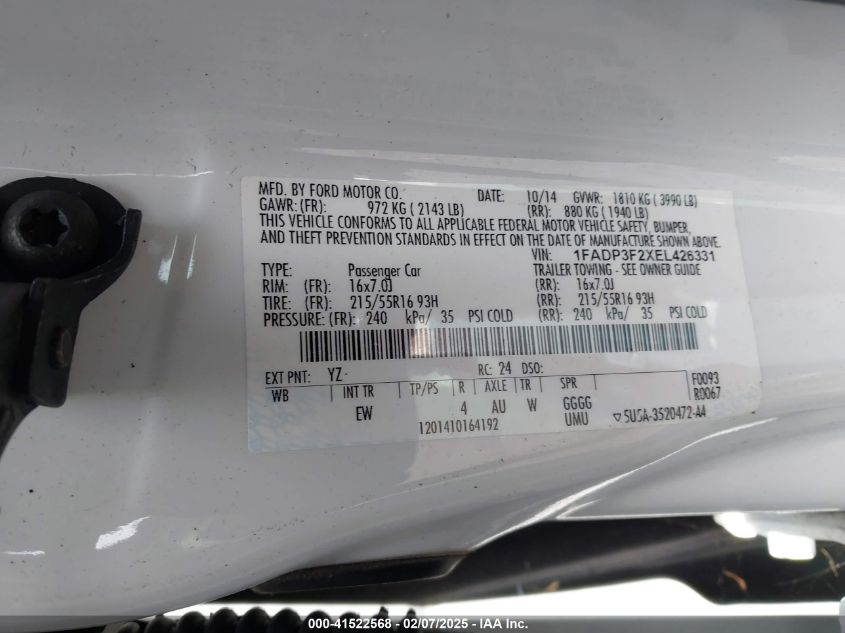 MFD. BY FORD MOTOR CO. DATE: 10/14 GVWR: 1810 KG ( 3990 LB)
GAWR: (FR): 972 KG ( 2143 LB) (RR): 880 KG ( 1940 LB)
THIS VEHICLE CONFORMS TO ALL APPLICABLE FEDERAL MOTOR VEHICLE SAFETY, BUMPER,
AND THEFT PREVENTION STANDARDS IN EFFECT ON THE DATE OF MANUFACTURE SHOWN ABOVE.
VIN: 1FADP3F2XEL426331
TYPE: Passenger Car TRAILER TOWING - SEE OWNER GUIDE
RIM: (FR): 16x7.0J (RR): 16x7.0J
TIRE: (FR): 215/55R16 93H (RR): 215/55R16 93H
PRESSURE: (FR): 240 kPa/ 35 PSI COLD (RR): 240 kPa/ 35 PSI COLD
EXT PNT: YZ RC: 24 DSO: F0093
WB INT TR TP/PS R AXLE TR SPR R0067
EW 4 AU W GGGG
1201410164192 UMU ▽5U5A-3520472-AA
000-41522568 - 02/07/2025 - IAA Inc.